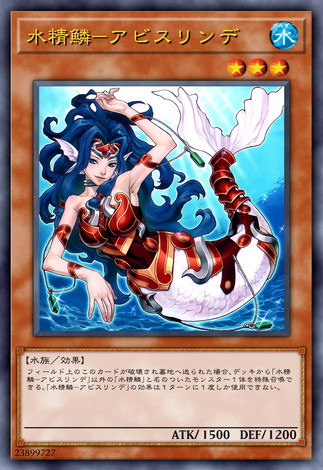 水精鱗－アビスリンデ
水
【水族／効果】
フィールド上のこのカードが破壊され墓地へ送られた場合、デッキから「水精
鱗－アビスリンデ」以外の「水精鱗」と名のついたモンスター１体を特殊召喚で
きる。「水精鱗－アビスリンデ」の効果は１ターンに１度しか使用できない。
ATK/ 1500 DEF/1200
23899727